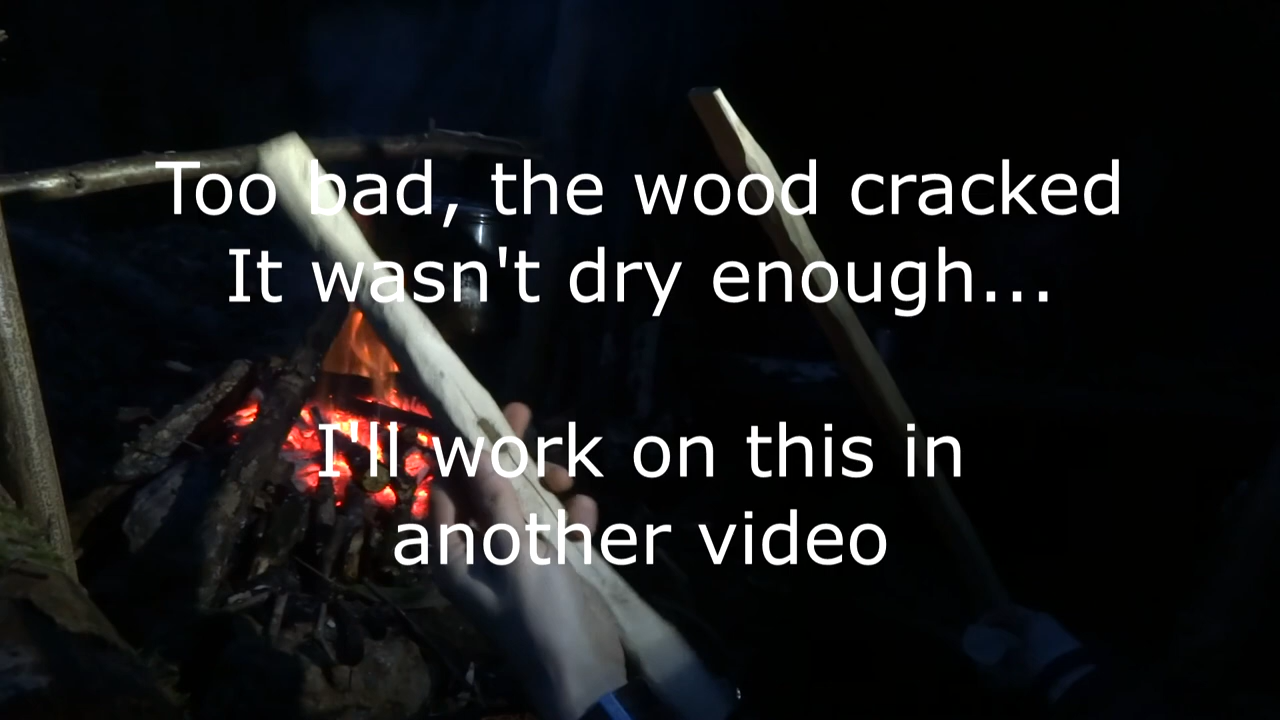 Too bad, the wood cracked
It wasn't dry enough...
I'll work on this in
another video